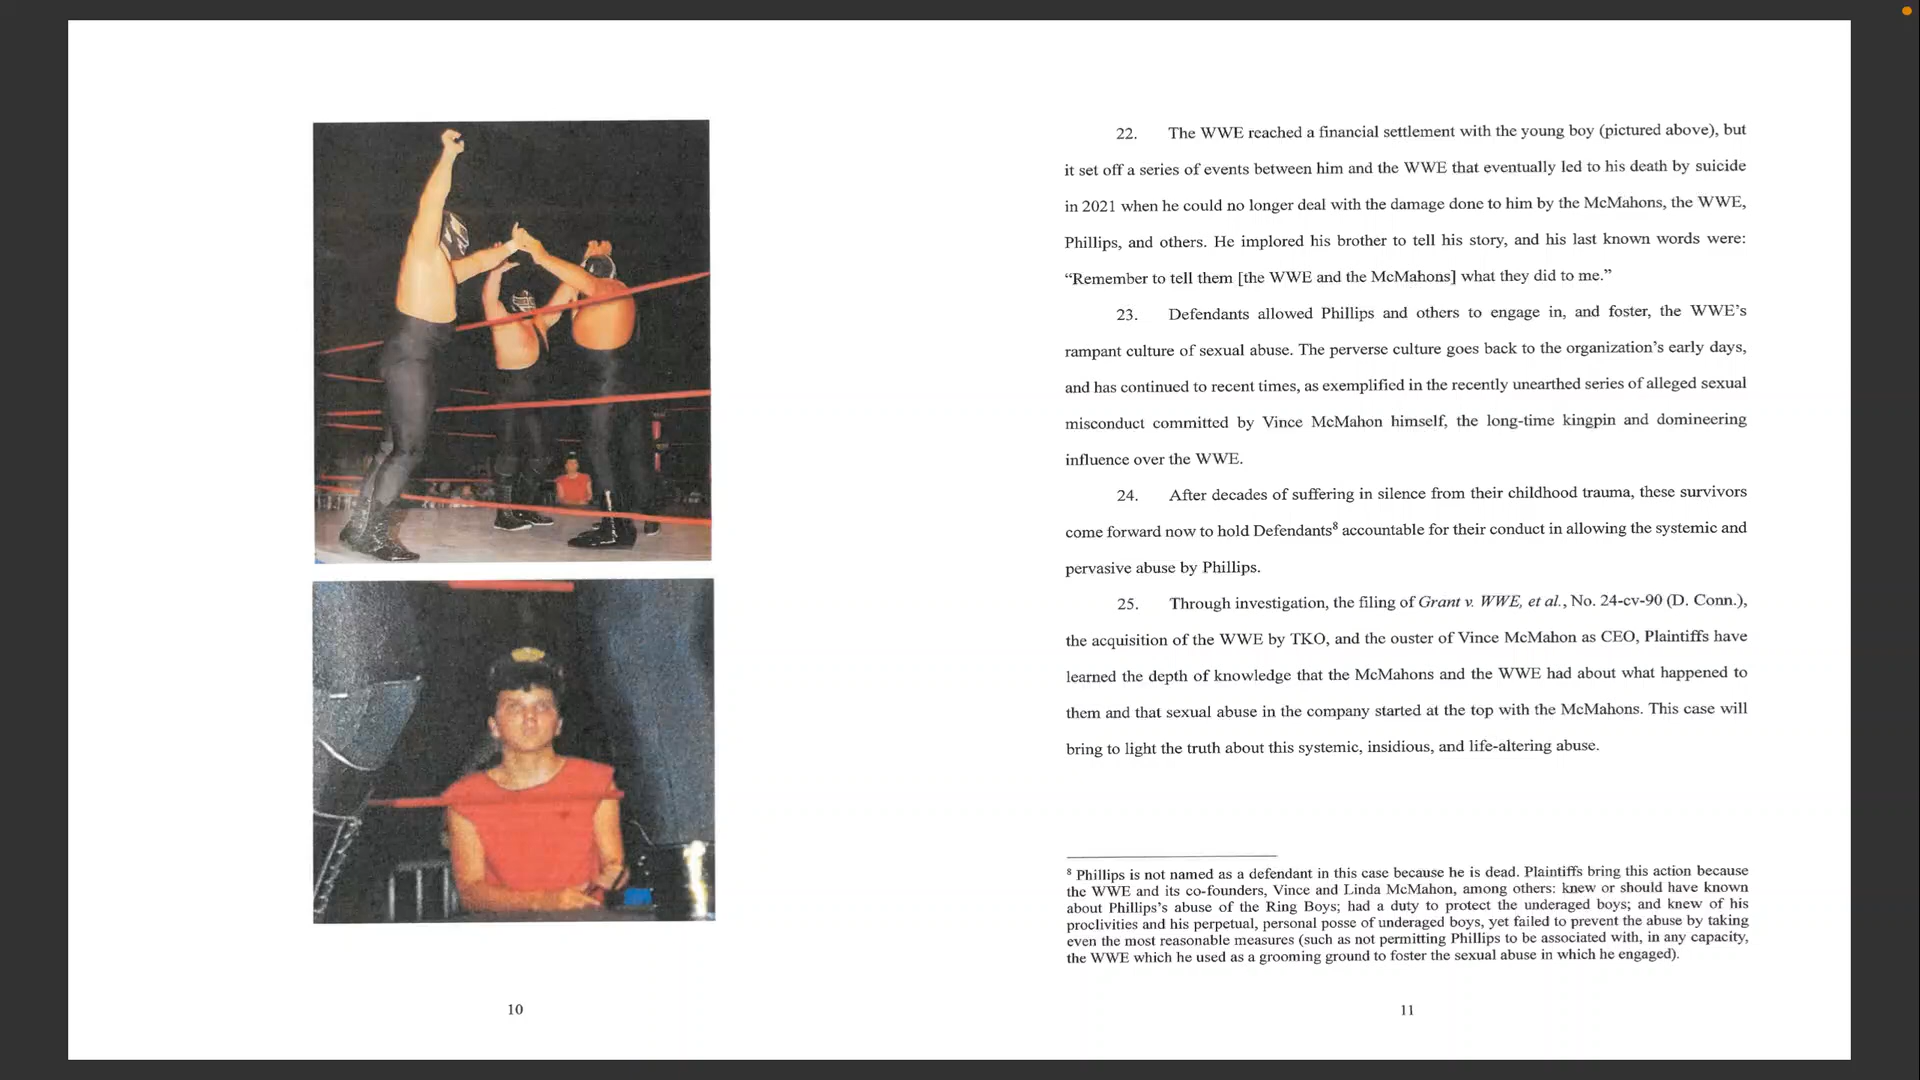 22. The WWE reached a financial settlement with the young boy (pictured above), but
it set off a series of events between him and the WWE that eventually led to his death by suicide
in 2021 when he could no longer deal with the damage done to him by the McMahons, the WWE,
Phillips, and others. He implored his brother to tell his story, and his last known words were:
“Remember to tell them [the WWE and the McMahons] what they did to me.”
23. Defendants allowed Phillips and others to engage in, and foster, the WWE’s
rampant culture of sexual abuse. The perverse culture goes back to the organization’s early days,
and has continued to recent times, as exemplified in the recently unearthed series of alleged sexual
misconduct committed by Vince McMahon himself, the long-time kingpin and domineering
influence over the WWE.
24. After decades of suffering in silence from their childhood trauma, these survivors
come forward now to hold Defendants⁸ accountable for their conduct in allowing the systemic and
pervasive abuse by Phillips.
25. Through investigation, the filing of Grant v. WWE, et al., No. 24-cv-90 (D. Conn.),
the acquisition of the WWE by TKO, and the ouster of Vince McMahon as CEO, Plaintiffs have
learned the depth of knowledge that the McMahons and the WWE had about what happened to
them and that sexual abuse in the company started at the top with the McMahons. This case will
bring to light the truth about this systemic, insidious, and life-altering abuse.
⁸ Phillips is not named as a defendant in this case because he is dead. Plaintiffs bring this action because
the WWE and its co-founders, Vince and Linda McMahon, among others: knew or should have known
about Phillips’s abuse of the Ring Boys; had a duty to protect the underaged boys; and knew of his
proclivities and his perpetual, personal posse of underaged boys, yet failed to prevent the abuse by taking
even the most reasonable measures (such as not permitting Phillips to be associated with, in any capacity,
the WWE which he used as a grooming ground to foster the sexual abuse in which he engaged).
10
11